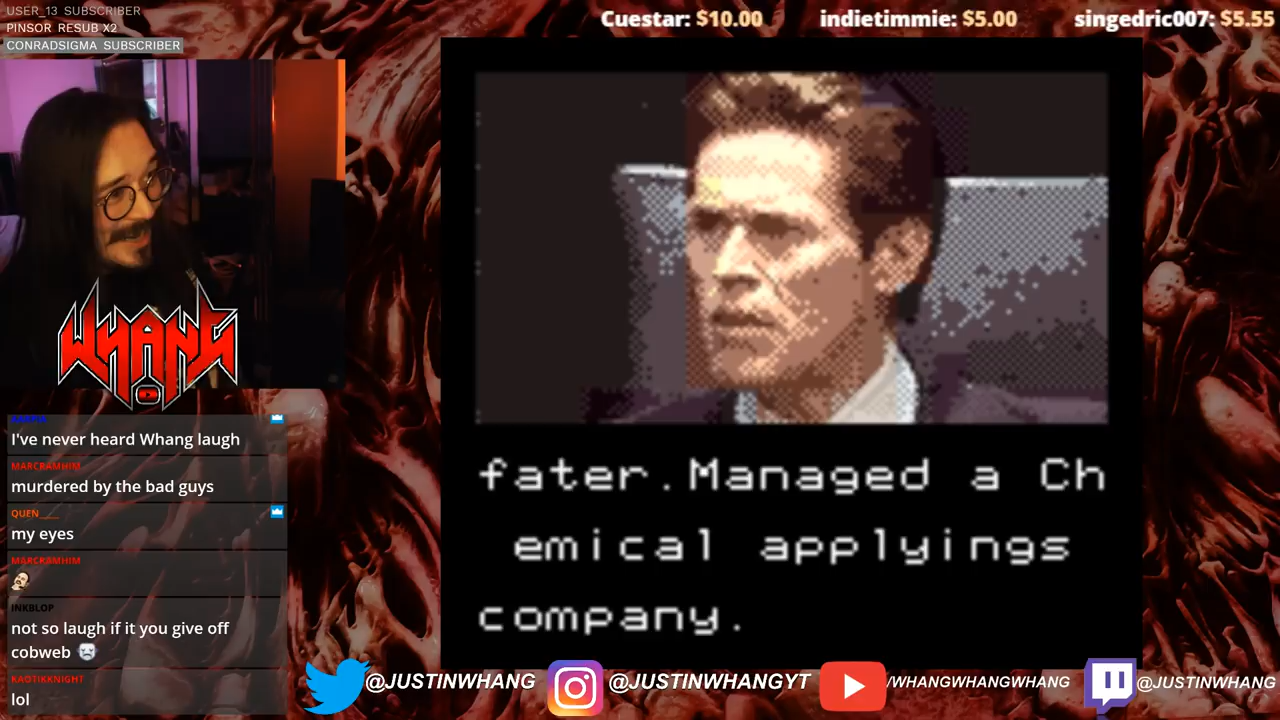 USER_13 SUBSCRIBER
PINSOR RESUB X2
CONRADSIGMA SUBSCRIBER
Cuestar: $10.00 indietimmie: $5.00 singedric007: $5.55
WHANG
I've never heard Whang laugh
MARCRAMHIM
murdered by the bad guys
QUEN____
my eyes
MARCRAMHIM
INKBLOP
not so laugh if it you give off
cobweb
KAOTIKKNIGHT
lol
fater.Managed a Ch
emical applyings
company.
@JUSTINWHANG @JUSTINWHANGYT /WHANGWHANGWHANG @JUSTINWHANG